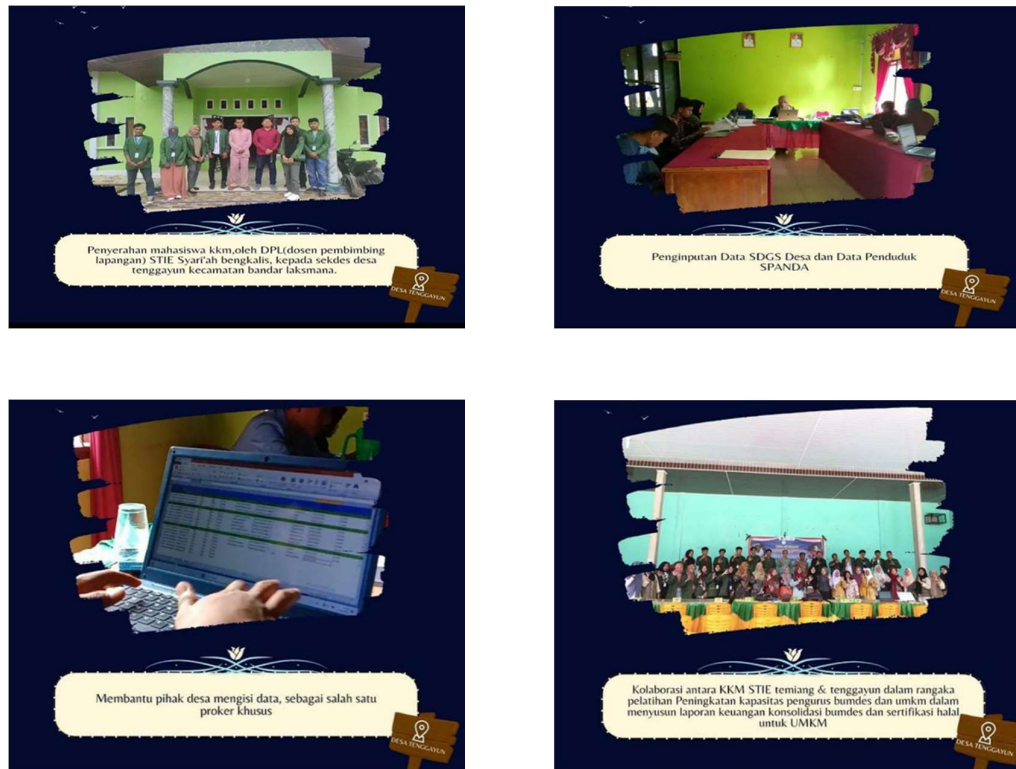 Penyerahan mahasiswa kkm,oleh DPL(dosen pembimbing
lapangan) STIE Syari'ah bengkalis, kepada sekdes desa
tenggayun kecamatan bandar laksmana.
DESA TENGGAYUN
Penginputan Data SDGS Desa dan Data Penduduk
SPANDA
DESA TENGGAYUN
Membantu pihak desa mengisi data, sebagai salah satu
proker khusus
DESA TENGGAYUN
Kolaborasi antara KKM STIE temiang & tenggayun dalam rangaka
pelatihan Peningkatan kapasitas pengurus bumdes dan umkm dalam
menyusun laporan keuangan konsolidasi bumdes dan sertifikasi halal
untuk UMKM
DESA TENGGAYUN